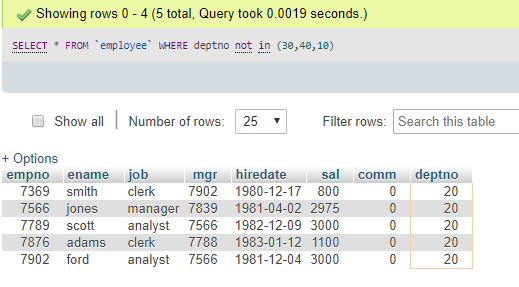 Showing rows 0 - 4 (5 total, Query took 0.0019 seconds.)
SELECT * FROM `employee` WHERE deptno not in (30,40,10)
Show all Number of rows: 25 Filter rows: Search this table
+ Options
empno ename job mgr hiredate sal comm deptno
7369 smith clerk 7902 1980-12-17 800 0 20
7566 jones manager 7839 1981-04-02 2975 0 20
7789 scott analyst 7566 1982-12-09 3000 0 20
7876 adams clerk 7788 1983-01-12 1100 0 20
7902 ford analyst 7566 1981-12-04 3000 0 20